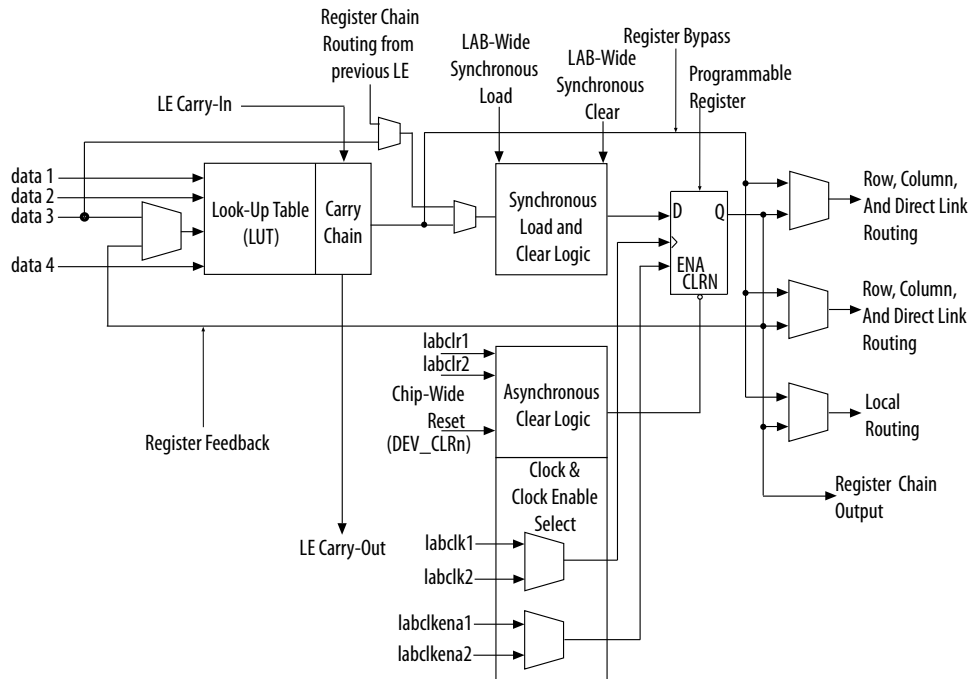 Register Chain
Routing from
previous LE
LAB-Wide
Synchronous
Load
LAB-Wide
Synchronous
Clear
Register Bypass
Programmable
Register
LE Carry-In
data 1
data 2
data 3
data 4
Look-Up Table
(LUT)
Carry
Chain
Synchronous
Load and
Clear Logic
D
Q
ENA
CLRN
Row, Column,
And Direct Link
Routing
Row, Column,
And Direct Link
Routing
Local
Routing
Register Chain
Output
Register Feedback
LE Carry-Out
labclr1
labclr2
Chip-Wide
Reset
(DEV_CLRn)
Asynchronous
Clear Logic
Clock &
Clock Enable
Select
labclk1
labclk2
labclkena1
labclkena2